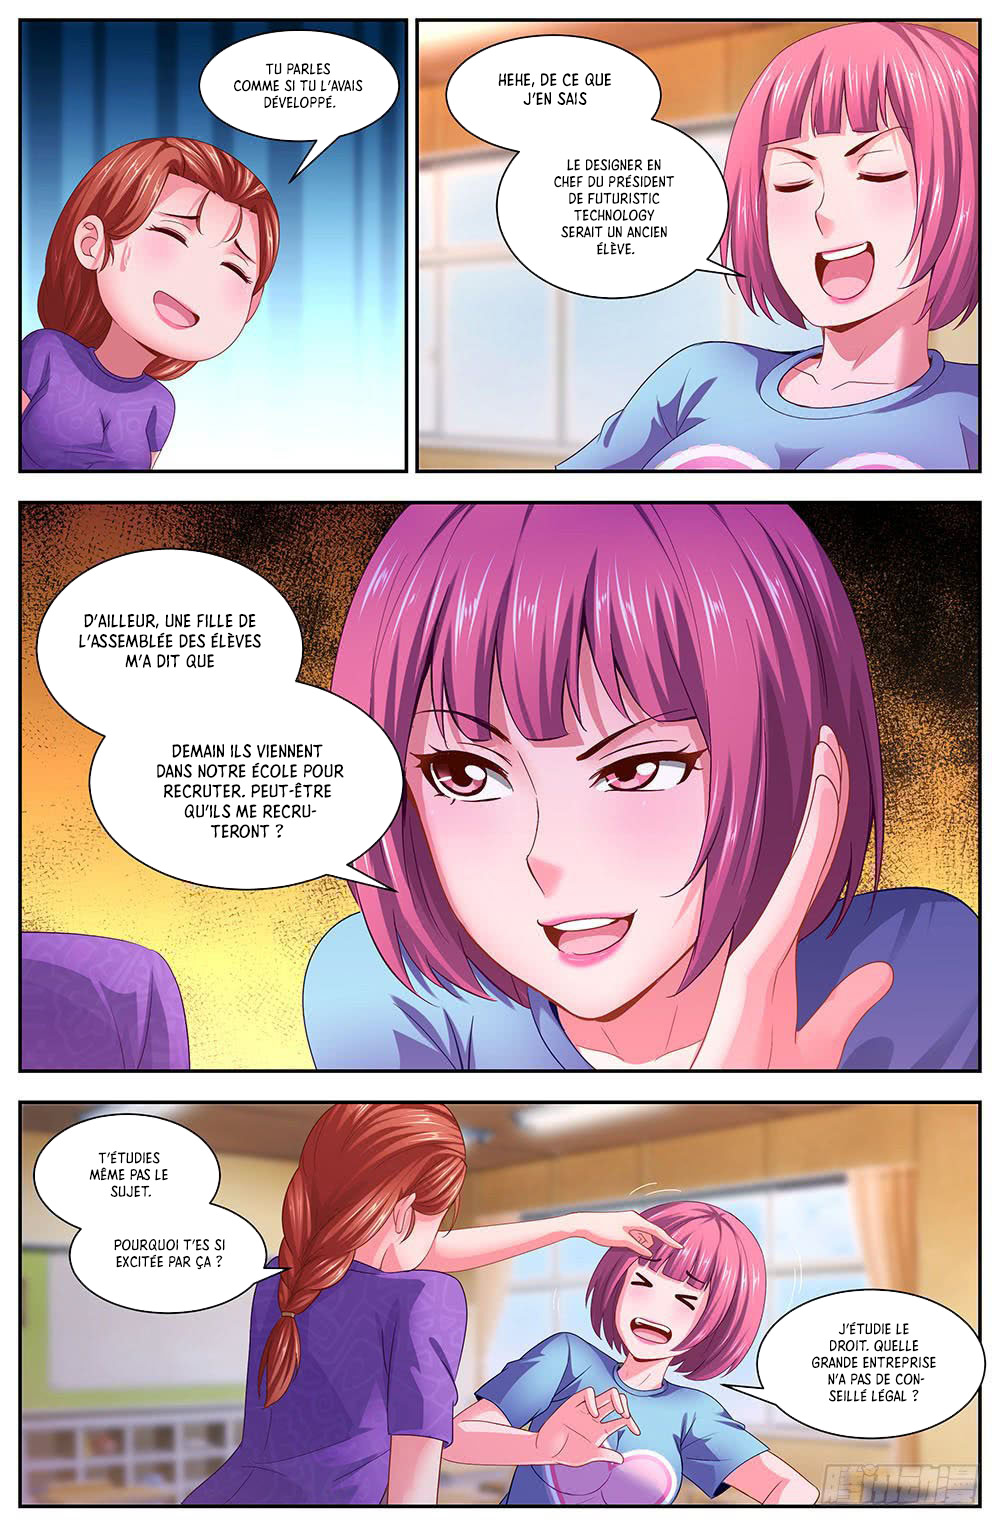 TU PARLES
COMME SI TU L'AVAIS
DÉVELOPPÉ.
HEHE, DE CE QUE
J'EN SAIS
LE DESIGNER EN
CHEF DU PRÉSIDENT
DE FUTURISTIC
TECHNOLOGY
SERAIT UN ANCIEN
ÉLÈVE.
D'AILLEUR, UNE FILLE DE
L'ASSEMBLÉE DES ÉLÈVES
M'A DIT QUE
DEMAIN ILS VIENNENT
DANS NOTRE ÉCOLE POUR
RECRUTER. PEUT-ÊTRE
QU'ILS ME RECRU-
TERONT ?
T'ÉTUDIES
MÊME PAS LE
SUJET.
POURQUOI T'ES SI
EXCITÉE PAR ÇA ?
J'ÉTUDIE LE
DROIT. QUELLE
GRANDE ENTREPRISE
N'A PAS DE CON-
SEILLÉ LÉGAL ?